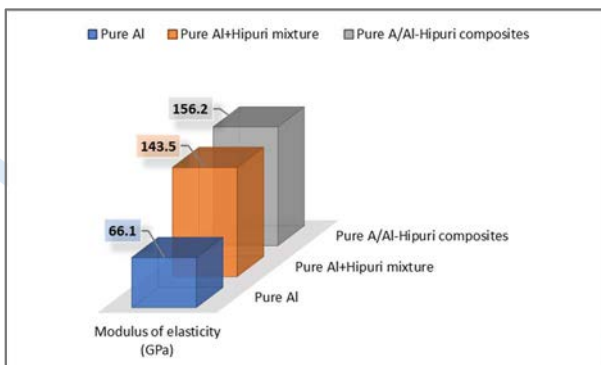 Pure Al
Pure Al+Hipuri mixture
Pure A/Al-Hipuri composites
156.2
143.5
66.1
Pure A/Al-Hipuri composites
Pure Al+Hipuri mixture
Pure Al
Modulus of elasticity
(GPa)